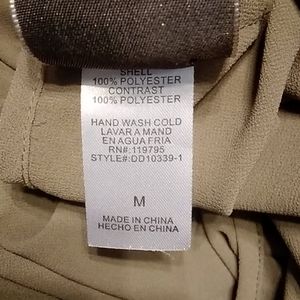 SHELL
100% POLYESTER
CONTRAST
100% POLYESTER
HAND WASH COLD
LAVAR A MAND
EN AGUA FRIA
RN#:119795
STYLE#:DD10339-1
M
MADE IN CHINA
HECHO EN CHINA